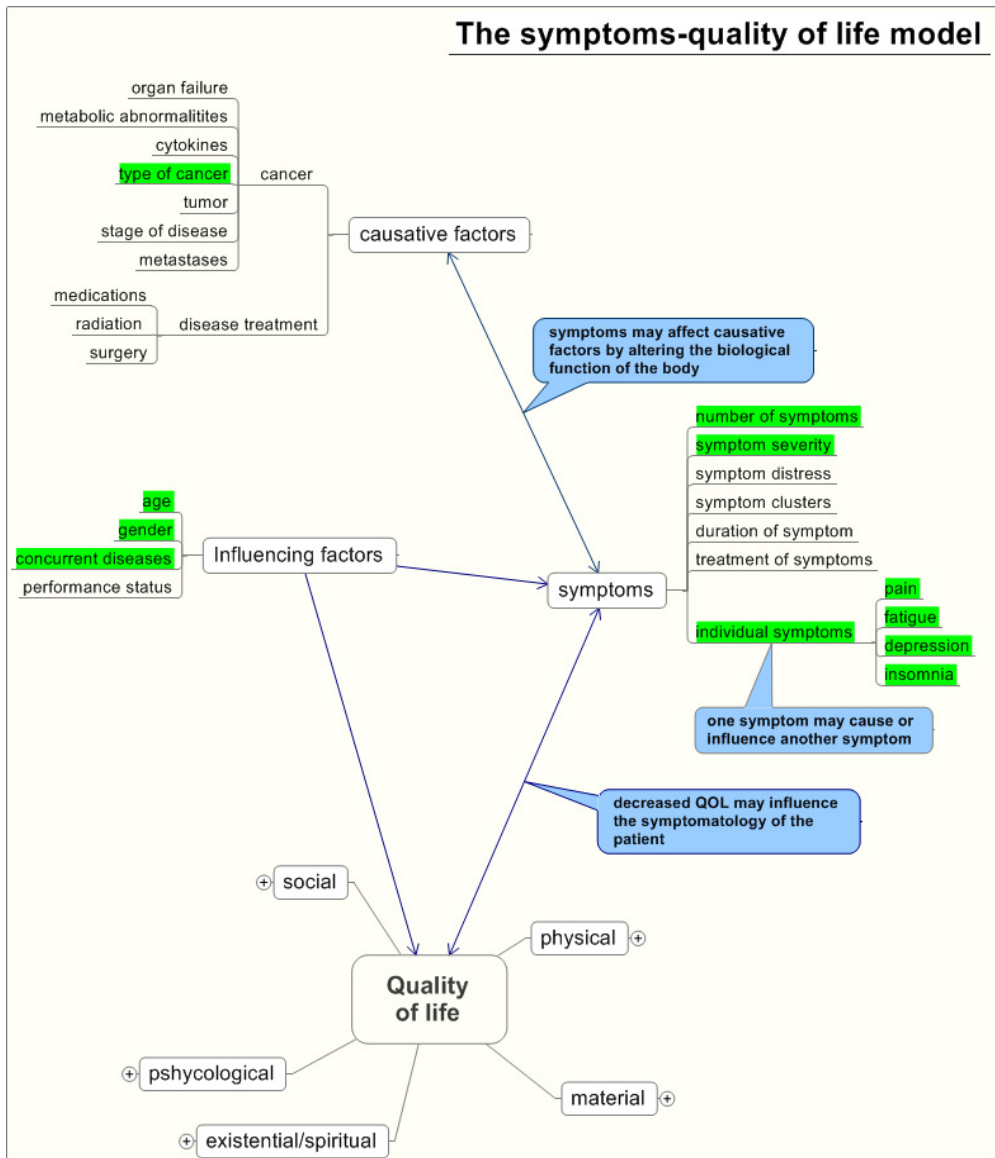 The symptoms-quality of life model
organ failure
metabolic abnormalitites
cytokines
type of cancer
tumor
stage of disease
metastases
cancer
medications
radiation
surgery
disease treatment
causative factors
symptoms may affect causative
factors by altering the biological
function of the body
number of symptoms
symptom severity
symptom distress
symptom clusters
duration of symptom
treatment of symptoms
individual symptoms
pain
fatigue
depression
insomnia
age
gender
concurrent diseases
performance status
Influencing factors
symptoms
one symptom may cause or
influence another symptom
decreased QOL may influence
the symptomatology of the
patient
social
physical
Quality
of life
pshycological
material
existential/spiritual